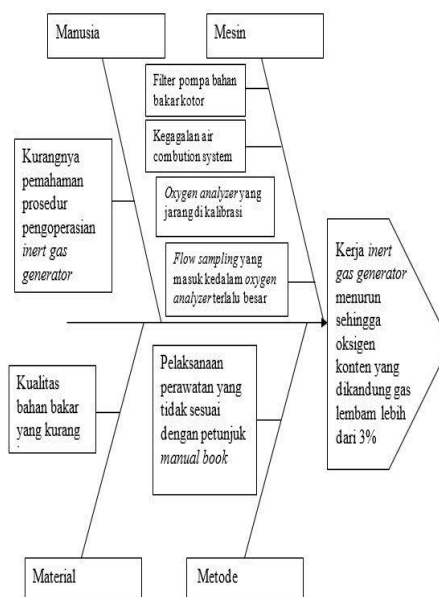 Manusia
Mesin
Filter pompa bahan
bakar kotor
Kegagalan air
combution system
Oxygen analyzer yang
jarang di kalibrasi
Flow sampling yang
masuk kedalam oxygen
analyzer terlalu besar
Kurangnya
pemahaman
prosedur
pengoperasian
inert gas
generator
Kerja inert
gas generator
menurun
sehingga
oksigen
konten yang
dikandung gas
lembam lebih
dari 3%
Kualitas
bahan bakar
yang kurang
Pelaksanaan
perawatan yang
tidak sesuai
dengan petunjuk
manual book
Material
Metode